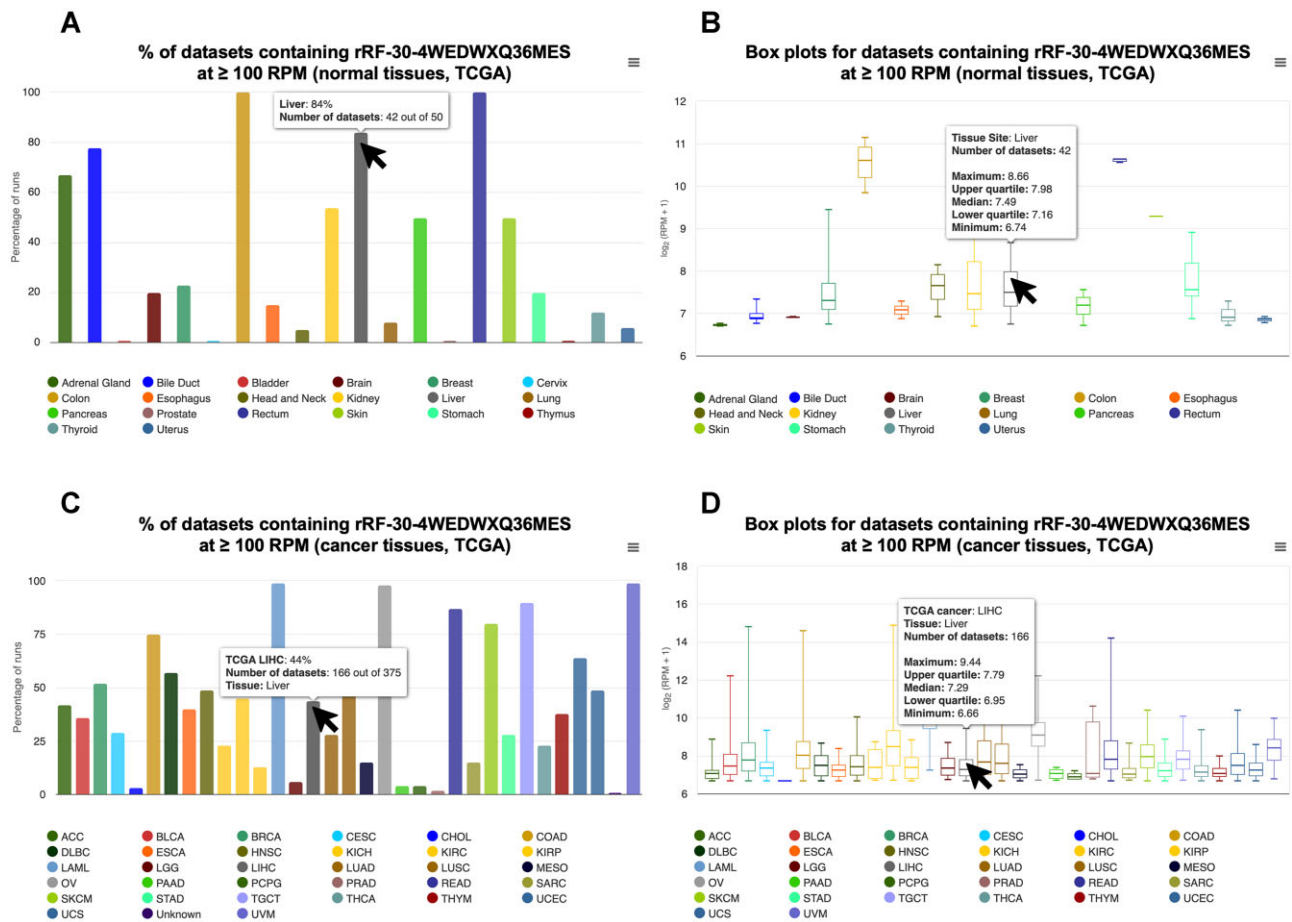 A
% of datasets containing rRF-30-4WEDWXQ36MES
at ≥ 100 RPM (normal tissues, TCGA)
Percentage of runs
100
80
60
40
20
0
Liver: 84%
Number of datasets: 42 out of 50
Adrenal Gland Bile Duct Bladder Brain Breast Cervix
Colon Esophagus Head and Neck Kidney Liver Lung
Pancreas Prostate Rectum Skin Stomach Thymus
Thyroid Uterus
B
Box plots for datasets containing rRF-30-4WEDWXQ36MES
at ≥ 100 RPM (normal tissues, TCGA)
log2 (RPM + 1)
12
11
10
9
8
7
6
Tissue Site: Liver
Number of datasets: 42
Maximum: 8.66
Upper quartile: 7.98
Median: 7.49
Lower quartile: 7.16
Minimum: 6.74
Adrenal Gland Bile Duct Brain Breast Colon Esophagus
Head and Neck Kidney Liver Lung Pancreas Rectum
Skin Stomach Thyroid Uterus
C
% of datasets containing rRF-30-4WEDWXQ36MES
at ≥ 100 RPM (cancer tissues, TCGA)
Percentage of runs
100
75
50
25
0
TCGA LIHC: 44%
Number of datasets: 166 out of 375
Tissue: Liver
ACC BLCA BRCA CESC CHOL COAD
DLBC ESCA HNSC KICH KIRC KIRP
LAML LGG LIHC LUAD LUSC MESO
OV PAAD PCPG PRAD READ SARC
SKCM STAD TGCT THCA THYM UCEC
UCS Unknown UVM
D
Box plots for datasets containing rRF-30-4WEDWXQ36MES
at ≥ 100 RPM (cancer tissues, TCGA)
log2 (RPM + 1)
18
16
14
12
10
8
6
TCGA cancer: LIHC
Tissue: Liver
Number of datasets: 166
Maximum: 9.44
Upper quartile: 7.79
Median: 7.29
Lower quartile: 6.95
Minimum: 6.66
ACC BLCA BRCA CESC CHOL COAD
DLBC ESCA HNSC KICH KIRC KIRP
LAML LGG LIHC LUAD LUSC MESO
OV PAAD PCPG PRAD READ SARC
SKCM STAD TGCT THCA THYM UCEC
UCS UVM